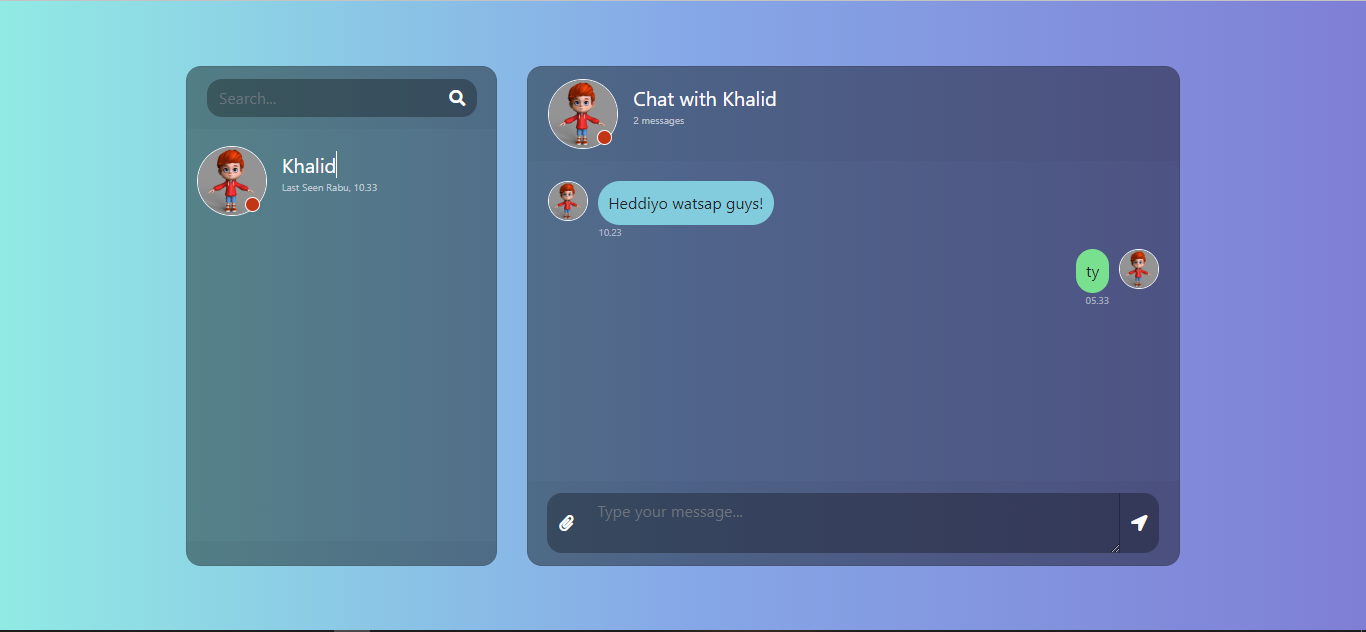 Search...
Khalid
Last Seen Rabu, 10.33
Chat with Khalid
2 messages
Heddiyo watsap guys!
10.23
ty
05.33
Type your message...